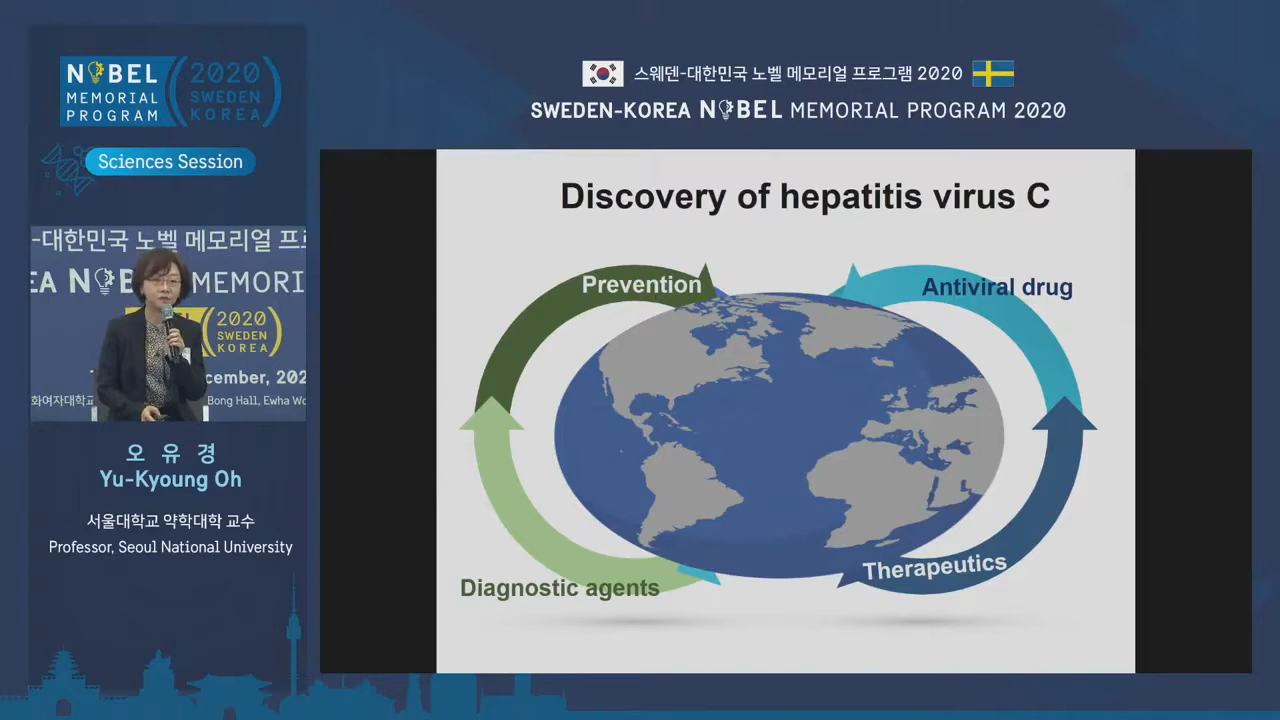 NOBEL
MEMORIAL
PROGRAM
2020
SWEDEN
KOREA
Sciences Session
스웨덴-대한민국 노벨 메모리얼 프로그램 2020
SWEDEN-KOREA NOBEL MEMORIAL PROGRAM 2020
-대한민국 노벨 메모리얼 프
EA NOBEL MEMORI
2020
SWEDEN
KOREA
cember, 202
화여자대학교
Bong Hall, Ewha Wo
오 유 경
Yu-Kyoung Oh
서울대학교 약학대학 교수
Professor, Seoul National University
Discovery of hepatitis virus C
Prevention
Antiviral drug
Diagnostic agents
Therapeutics